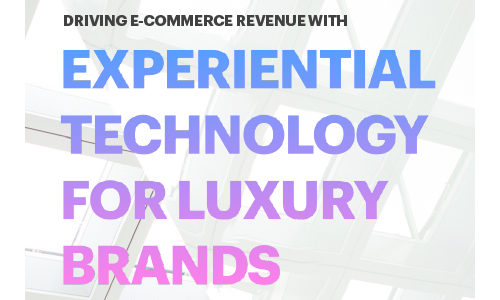 DRIVING E-COMMERCE REVENUE WITH
EXPERIENTIAL
TECHNOLOGY
FOR LUXURY
BRANDS